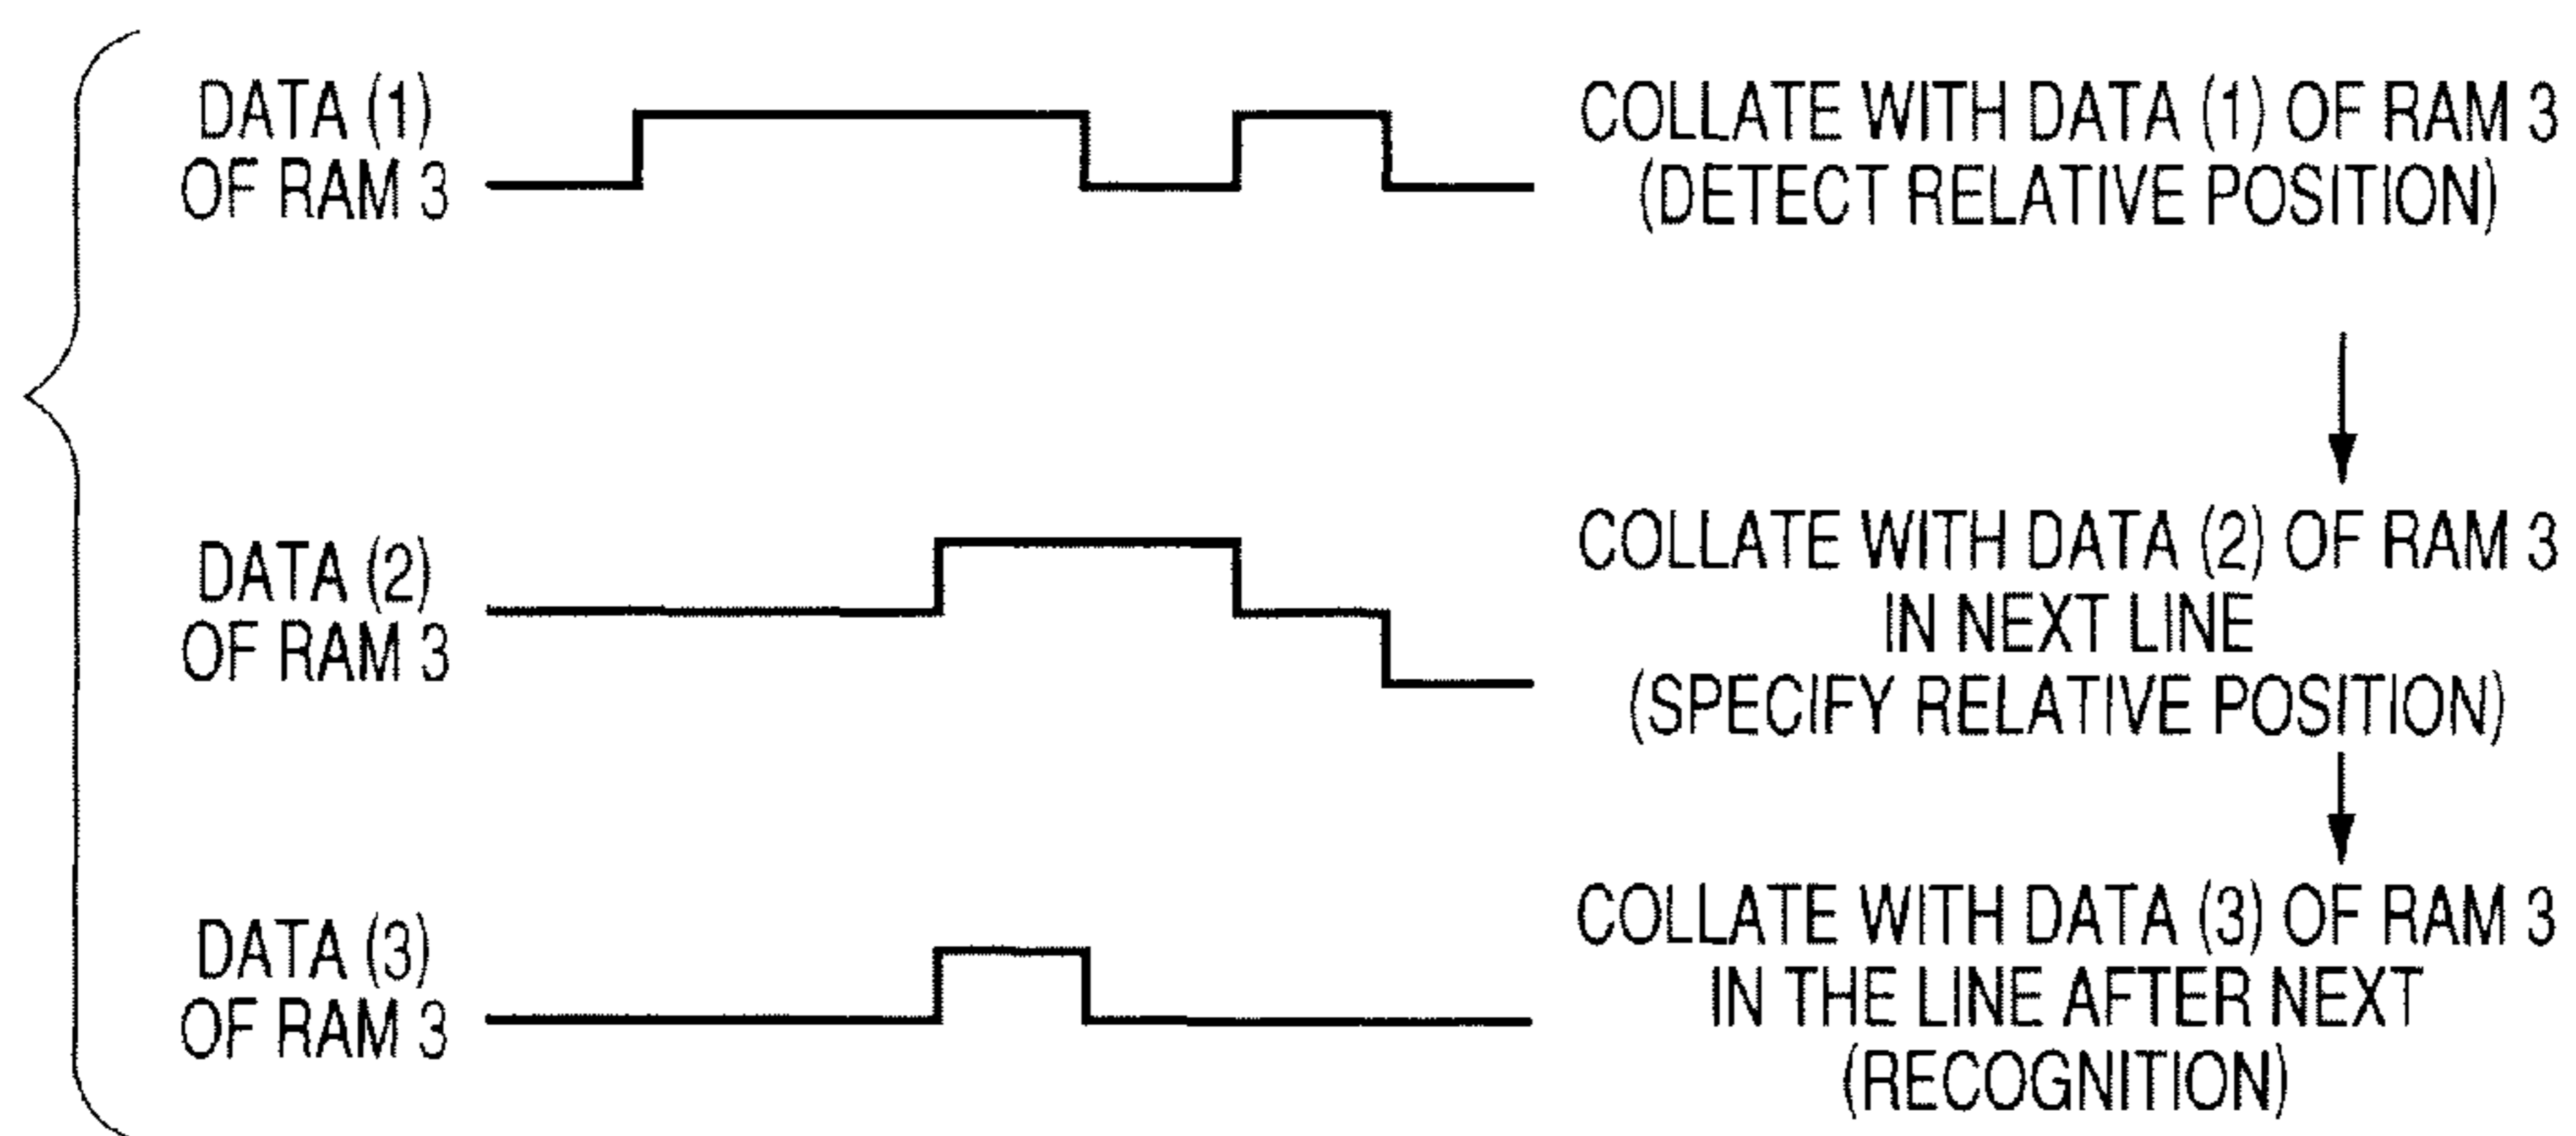 DATA (1)
OF RAM 3
COLLATE WITH DATA (1) OF RAM 3
(DETECT RELATIVE POSITION)
DATA (2)
OF RAM 3
COLLATE WITH DATA (2) OF RAM 3
IN NEXT LINE
(SPECIFY RELATIVE POSITION)
DATA (3)
OF RAM 3
COLLATE WITH DATA (3) OF RAM 3
IN THE LINE AFTER NEXT
(RECOGNITION)